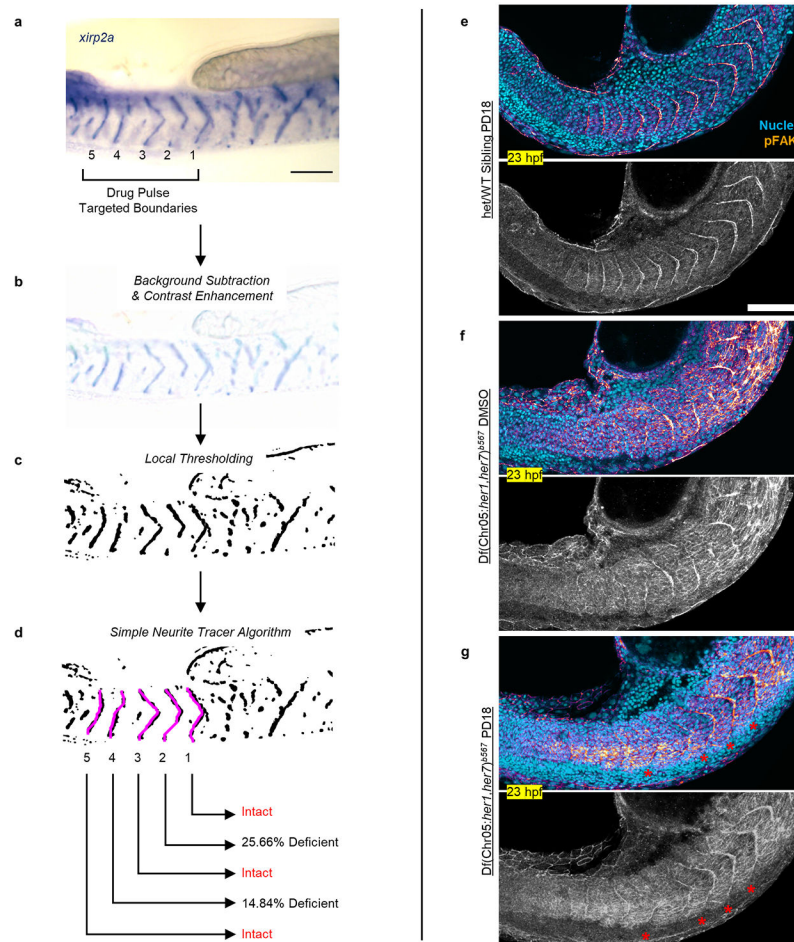 a
xirp2a
5 4 3 2 1
Drug Pulse
Targeted Boundaries
b
Background Subtraction
& Contrast Enhancement
c
Local Thresholding
d
Simple Neurite Tracer Algorithm
5 4 3 2 1
Intact
25.66% Deficient
Intact
14.84% Deficient
Intact
e
het/WT Sibling PD18
Nuclei
pFAK
23 hpf
f
Df(Chr05:her1,her7)b567 DMSO
23 hpf
g
Df(Chr05:her1,her7)b567 PD18
23 hpf